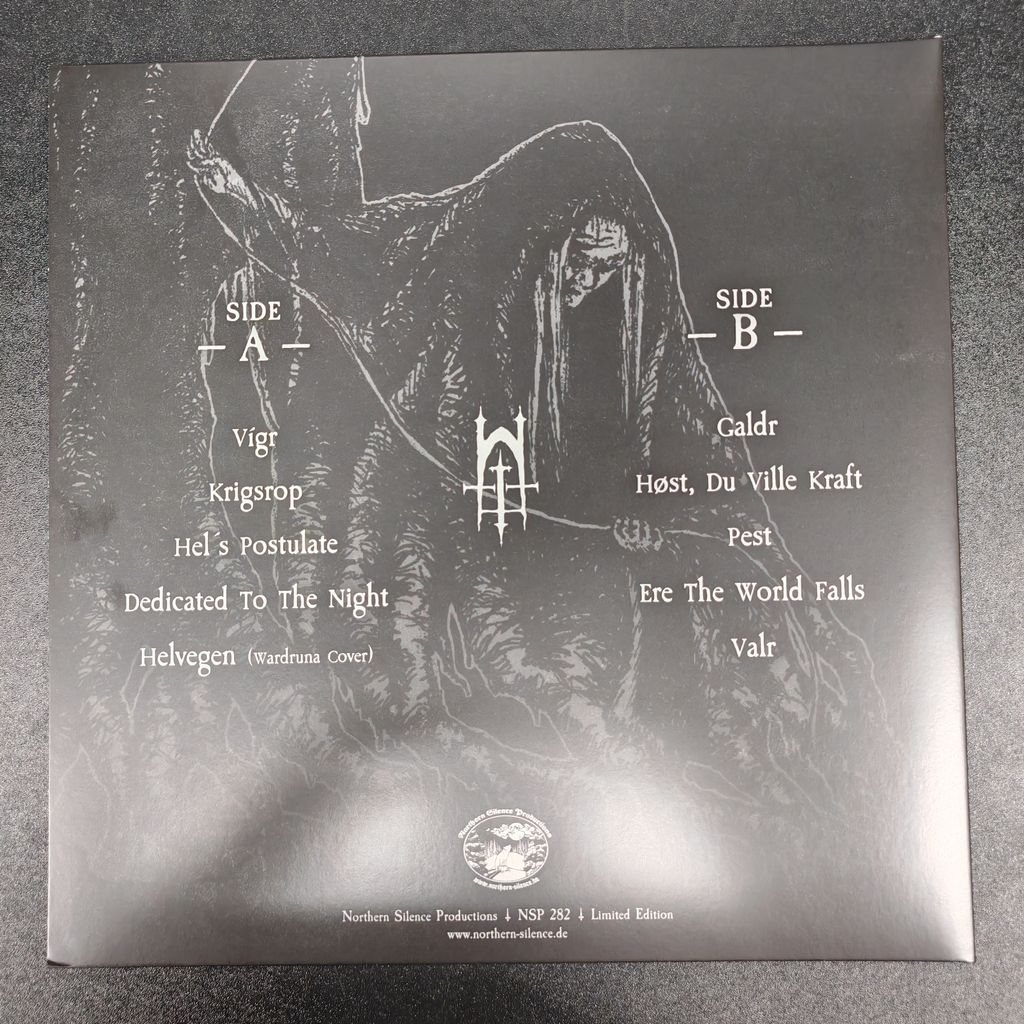 SIDE
A
Vígr
Krigsrop
Hel´s Postulate
Dedicated To The Night
Helvegen (Wardruna Cover)
SIDE
B
Galdr
Høst, Du Ville Kraft
Pest
Ere The World Falls
Valr
Northern Silence Productions
www.northern-silence.de
Northern Silence Productions NSP 282 Limited Edition
www.northern-silence.de